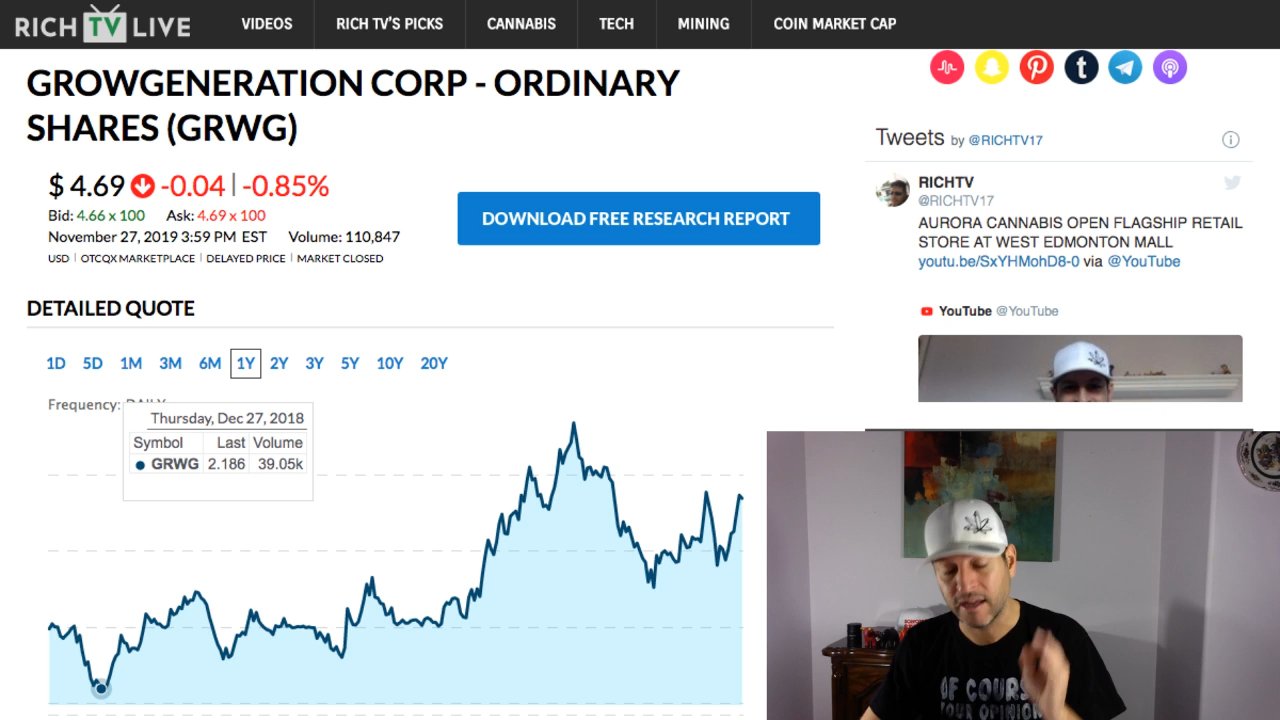 RICH TV LIVE
VIDEOS
RICH TV'S PICKS
CANNABIS
TECH
MINING
COIN MARKET CAP
GROWGENERATION CORP - ORDINARY
SHARES (GRWG)
$ 4.69 -0.04 | -0.85%
Bid: 4.66 x 100 Ask: 4.69 x 100
November 27, 2019 3:59 PM EST Volume: 110,847
USD | OTCQX MARKETPLACE | DELAYED PRICE | MARKET CLOSED
DOWNLOAD FREE RESEARCH REPORT
DETAILED QUOTE
1D 5D 1M 3M 6M 1Y 2Y 3Y 5Y 10Y 20Y
Frequency: DAILY
Thursday, Dec 27, 2018
Symbol Last Volume
GRWG 2.186 39.05k
Tweets by @RICHTV17
RICHTV
@RICHTV17
AURORA CANNABIS OPEN FLAGSHIP RETAIL
STORE AT WEST EDMONTON MALL
youtu.be/SxYHMohD8-0 via @YouTube
YouTube @YouTube
OF COURSE
YOUR OPINION